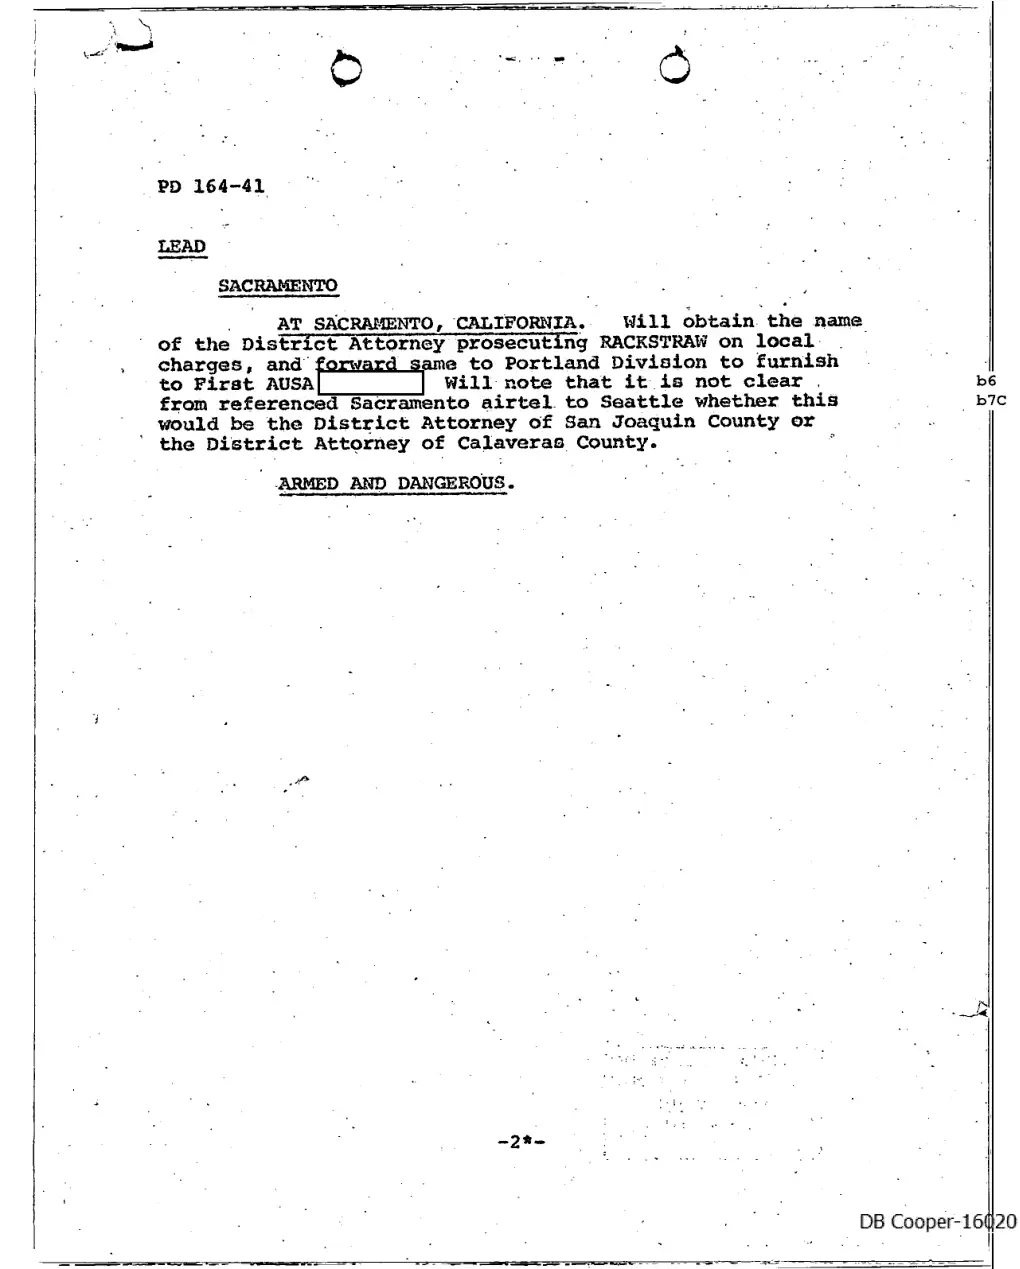 PD 164-41
LEAD
SACRAMENTO
AT SACRAMENTO, CALIFORNIA. Will obtain the name
of the District Attorney prosecuting RACKSTRAW on local
charges, and forward same to Portland Division to furnish
to First AUSA Will note that it is not clear
b6
from referenced Sacramento airtel to Seattle whether this
b7C
would be the District Attorney of San Joaquin County or
the District Attorney of Calaveras County.
ARMED AND DANGEROUS.
-2*-
DB Cooper-16020